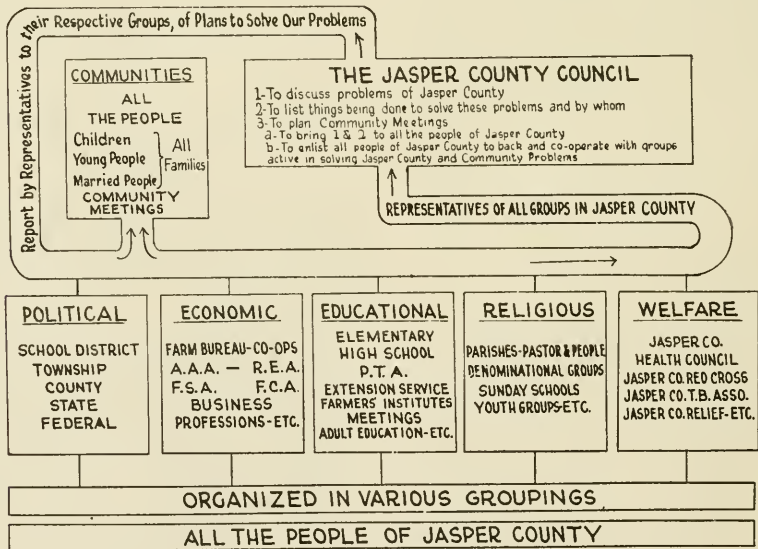 Report by Representatives to their Respective Groups, of Plans to Solve Our Problems
COMMUNITIES
ALL
THE PEOPLE
Children
Young People
Married People
All
Families
COMMUNITY
MEETINGS
THE JASPER COUNTY COUNCIL
1-To discuss problems of Jasper County
2-To list things being done to solve these problems and by whom
3-To plan Community Meetings
a-To bring 1 & 2 to all the people of Jasper County
b-To enlist all people of Jasper County to back and co-operate with groups
active in solving Jasper County and Community Problems
REPRESENTATIVES OF ALL GROUPS IN JASPER COUNTY
POLITICAL
SCHOOL DISTRICT
TOWNSHIP
COUNTY
STATE
FEDERAL
ECONOMIC
FARM BUREAU-CO-OPS
A.A.A. — R.E.A.
F.S.A. F.C.A.
BUSINESS
PROFESSIONS-ETC.
EDUCATIONAL
ELEMENTARY
HIGH SCHOOL
P.T.A.
EXTENSION SERVICE
FARMERS' INSTITUTES
MEETINGS
ADULT EDUCATION-ETC.
RELIGIOUS
PARISHES-PASTOR & PEOPLE
DENOMINATIONAL GROUPS
SUNDAY SCHOOLS
YOUTH GROUPS-ETC.
WELFARE
JASPER CO.
HEALTH COUNCIL
JASPER CO. RED CROSS
JASPER CO. T.B. ASSO.
JASPER CO. RELIEF-ETC.
ORGANIZED IN VARIOUS GROUPINGS
ALL THE PEOPLE OF JASPER COUNTY